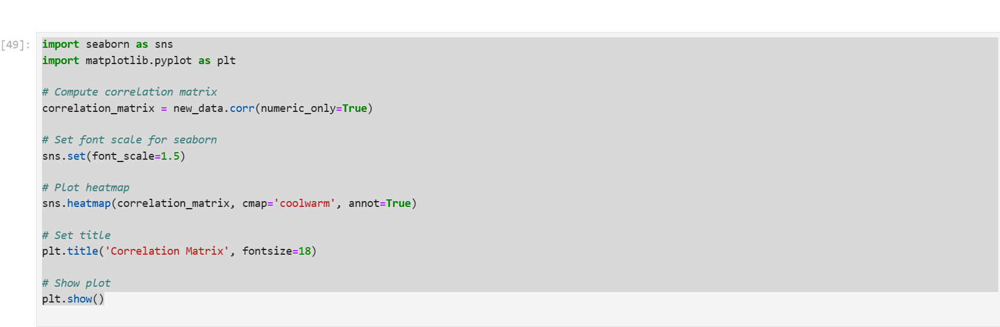 [49]:
import seaborn as sns
import matplotlib.pyplot as plt
# Compute correlation matrix
correlation_matrix = new_data.corr(numeric_only=True)
# Set font scale for seaborn
sns.set(font_scale=1.5)
# Plot heatmap
sns.heatmap(correlation_matrix, cmap='coolwarm', annot=True)
# Set title
plt.title('Correlation Matrix', fontsize=18)
# Show plot
plt.show()